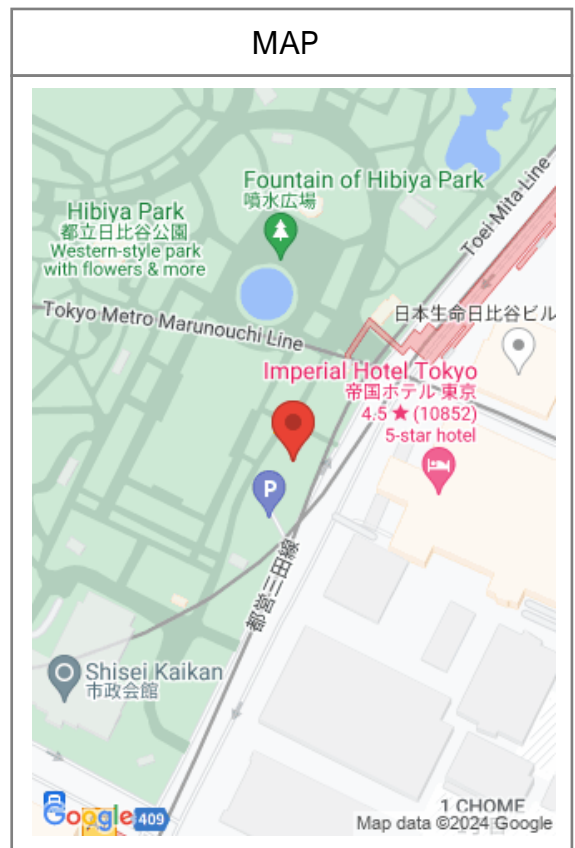 MAP
Fountain of Hibiya Park
噴水広場
Hibiya Park
都立日比谷公園
Western-style park
with flowers & more
Toei Mita Line
Tokyo Metro Marunouchi Line
日本生命日比谷ビル
Imperial Hotel Tokyo
帝国ホテル 東京
4.5 ★ (10852)
5-star hotel
P
都営三田線
Shisei Kaikan
市政会館
Google
409
1 CHOME
Map data ©2024 Google